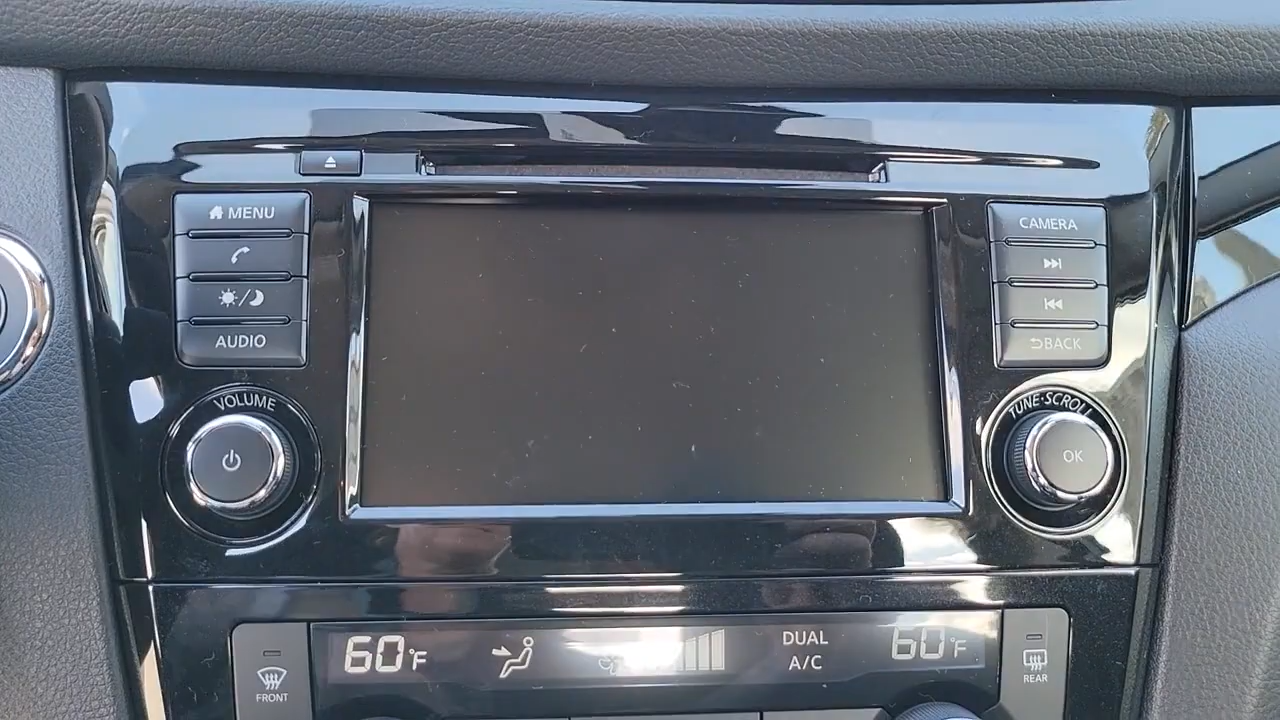 MENU
CAMERA
AUDIO
BACK
VOLUME
TUNE·SCROLL
OK
60°F
DUAL
A/C
60°F
FRONT
REAR